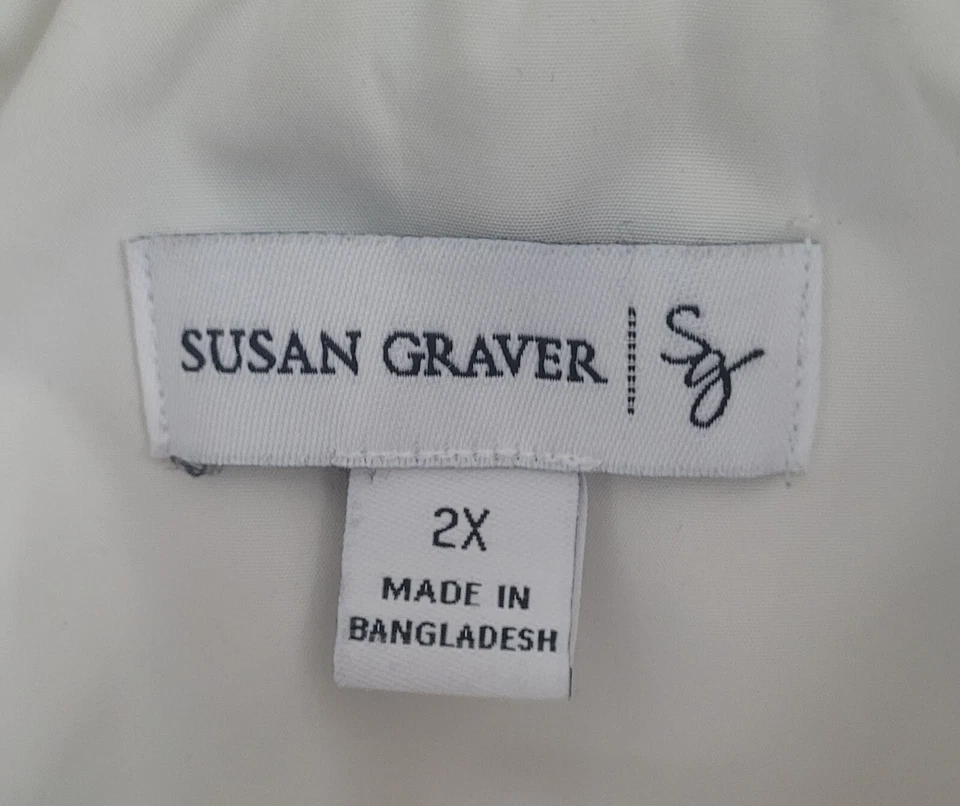 SUSAN GRAVER | Sg
2X
MADE IN
BANGLADESH